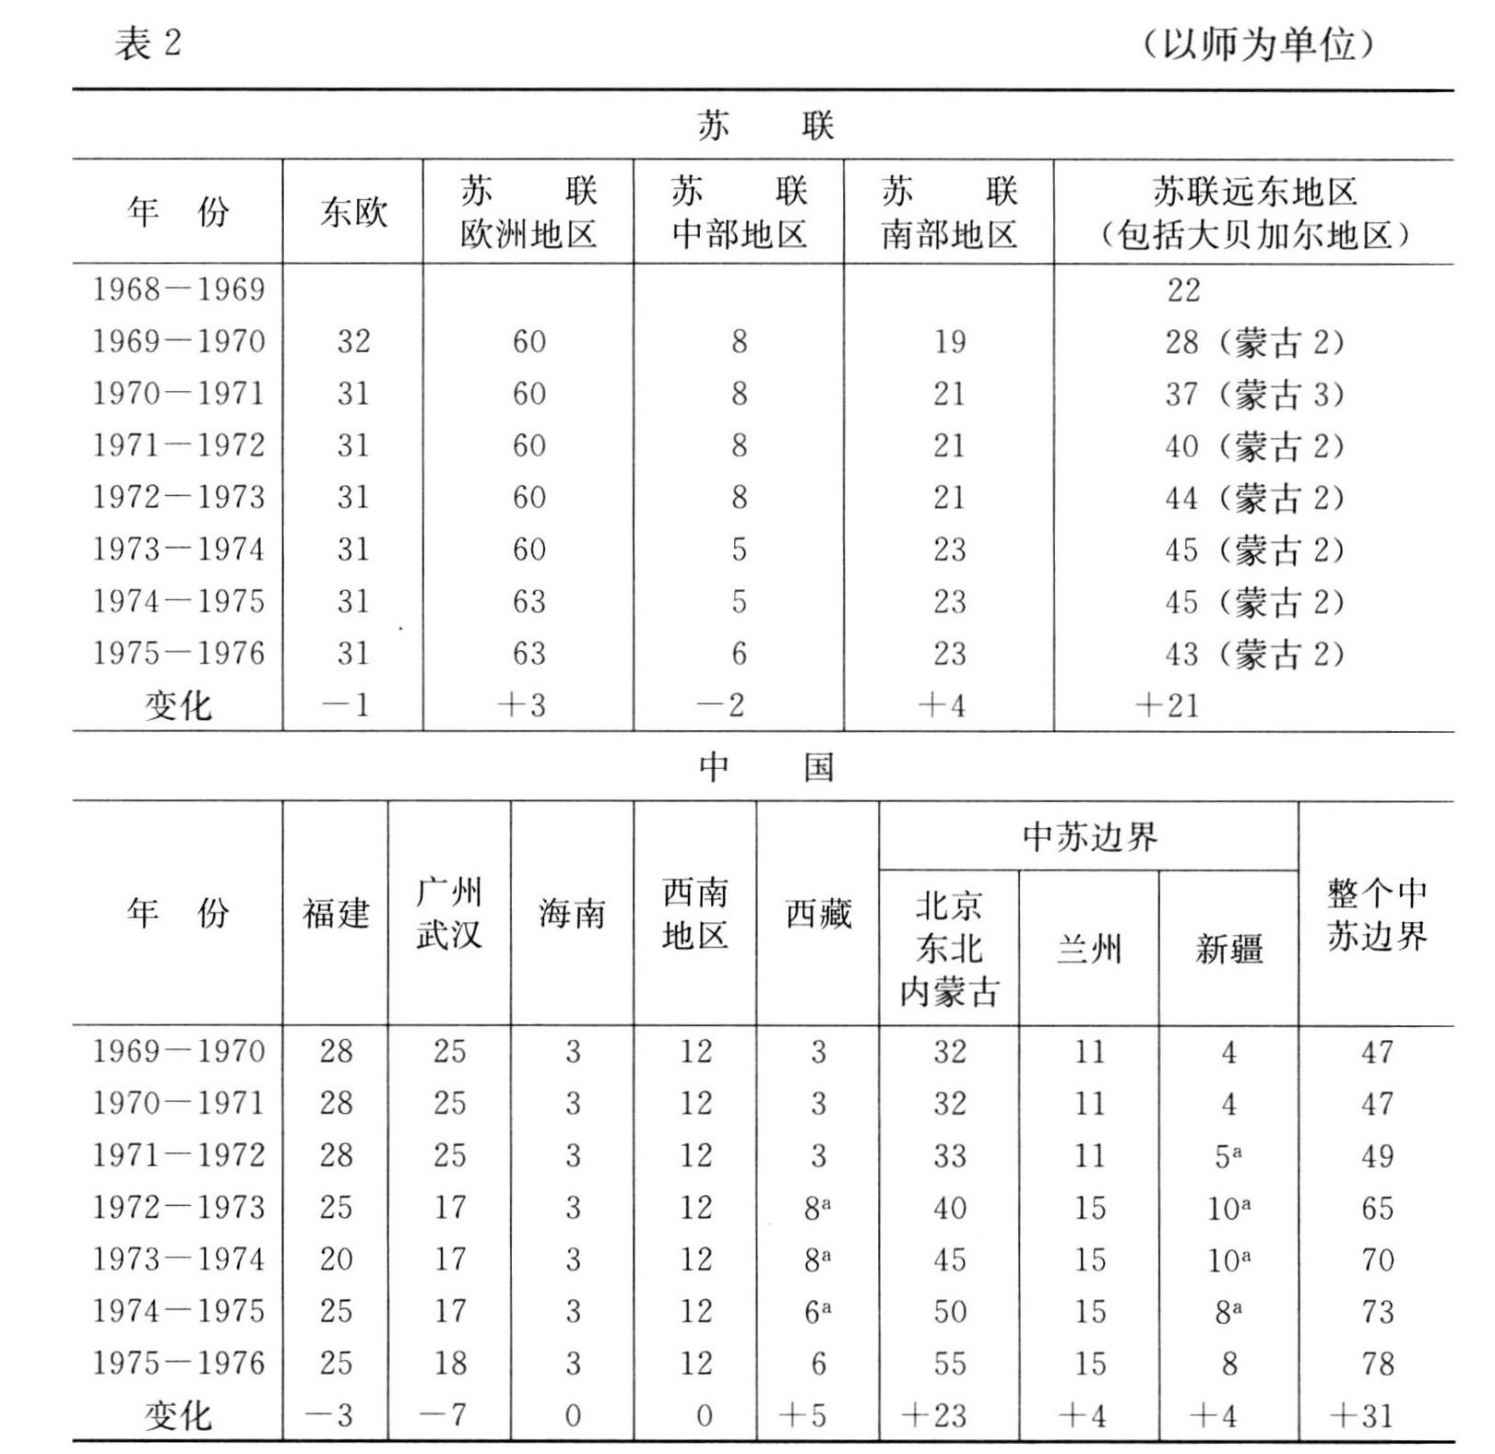 表2 （以师为单位）
苏 联
年 份 东欧 苏 联 欧洲地区 苏 联 中部地区 苏 联 南部地区 苏联远东地区（包括大贝加尔地区）
1968—1969 22
1969—1970 32 60 8 19 28（蒙古2）
1970—1971 31 60 8 21 37（蒙古3）
1971—1972 31 60 8 21 40（蒙古2）
1972—1973 31 60 8 21 44（蒙古2）
1973—1974 31 60 5 23 45（蒙古2）
1974—1975 31 63 5 23 45（蒙古2）
1975—1976 31 63 6 23 43（蒙古2）
变化 —1 +3 —2 +4 +21
中 国
年 份 福建 广州 武汉 海南 西南 地区 西藏 中苏边界 北京 东北 内蒙古 兰州 新疆 整个中苏边界
1969—1970 28 25 3 12 3 32 11 4 47
1970—1971 28 25 3 12 3 32 11 4 47
1971—1972 28 25 3 12 3 33 11 5ᵃ 49
1972—1973 25 17 3 12 8ᵃ 40 15 10ᵃ 65
1973—1974 20 17 3 12 8ᵃ 45 15 10ᵃ 70
1974—1975 25 17 3 12 6ᵃ 50 15 8ᵃ 73
1975—1976 25 18 3 12 6 55 15 8 78
变化 —3 —7 0 0 +5 +23 +4 +4 +31